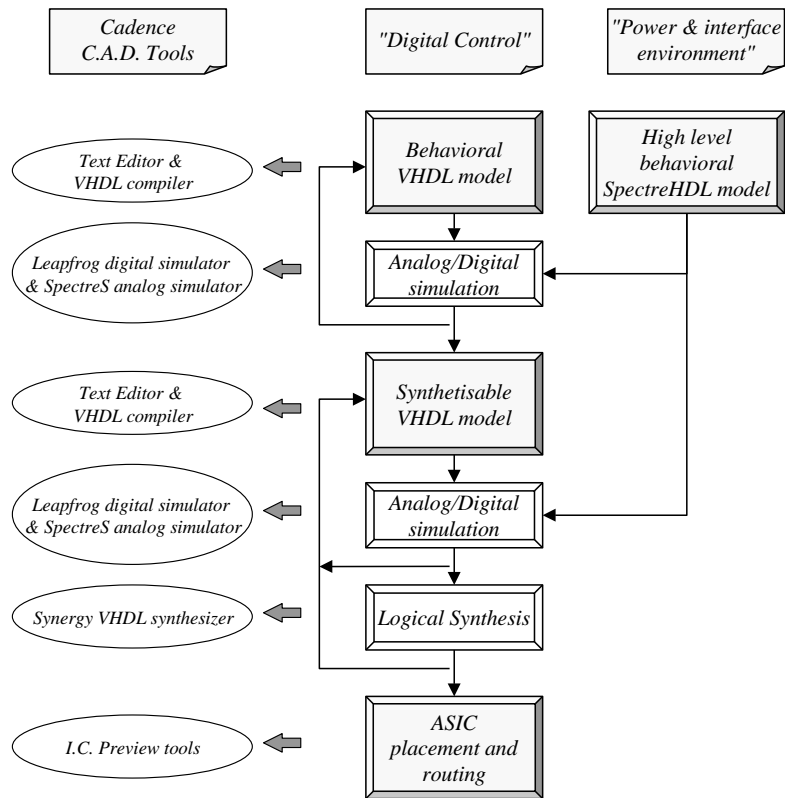 Cadence
C.A.D. Tools
"Digital Control"
"Power & interface
environment"
Text Editor &
VHDL compiler
Behavioral
VHDL model
High level
behavioral
SpectreHDL model
Leapfrog digital simulator
& SpectreS analog simulator
Analog/Digital
simulation
Text Editor &
VHDL compiler
Synthetisable
VHDL model
Leapfrog digital simulator
& SpectreS analog simulator
Analog/Digital
simulation
Synergy VHDL synthesizer
Logical Synthesis
I.C. Preview tools
ASIC
placement and
routing